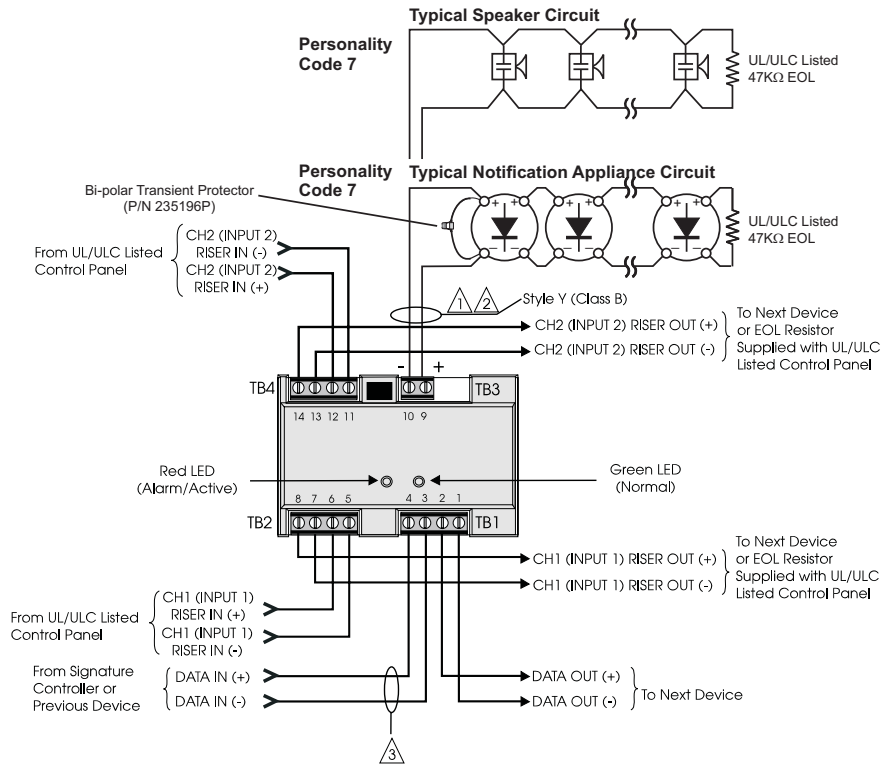 Typical Speaker Circuit
Personality
Code 7
UL/ULC Listed
47KΩ EOL
Personality
Code 7
Typical Notification Appliance Circuit
Bi-polar Transient Protector
(P/N 235196P)
+ +
+ +
+ +
– –
– –
– –
UL/ULC Listed
47KΩ EOL
From UL/ULC Listed
Control Panel
CH2 (INPUT 2)
RISER IN (-)
CH2 (INPUT 2)
RISER IN (+)
1
2
Style Y (Class B)
CH2 (INPUT 2) RISER OUT (+)
CH2 (INPUT 2) RISER OUT (-)
To Next Device
or EOL Resistor
Supplied with UL/ULC
Listed Control Panel
- +
TB4
TB3
14 13 12 11
10 9
Red LED
(Alarm/Active)
Green LED
(Normal)
8 7 6 5
4 3 2 1
TB2
TB1
CH1 (INPUT 1) RISER OUT (+)
CH1 (INPUT 1) RISER OUT (-)
To Next Device
or EOL Resistor
Supplied with UL/ULC
Listed Control Panel
From UL/ULC Listed
Control Panel
CH1 (INPUT 1)
RISER IN (+)
CH1 (INPUT 1)
RISER IN (-)
From Signature
Controller or
Previous Device
DATA IN (+)
DATA IN (-)
DATA OUT (+)
DATA OUT (-)
To Next Device
3